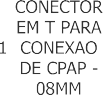 CONECTOR
EM T PARA
1 CONEXAO
DE CPAP -
08MM